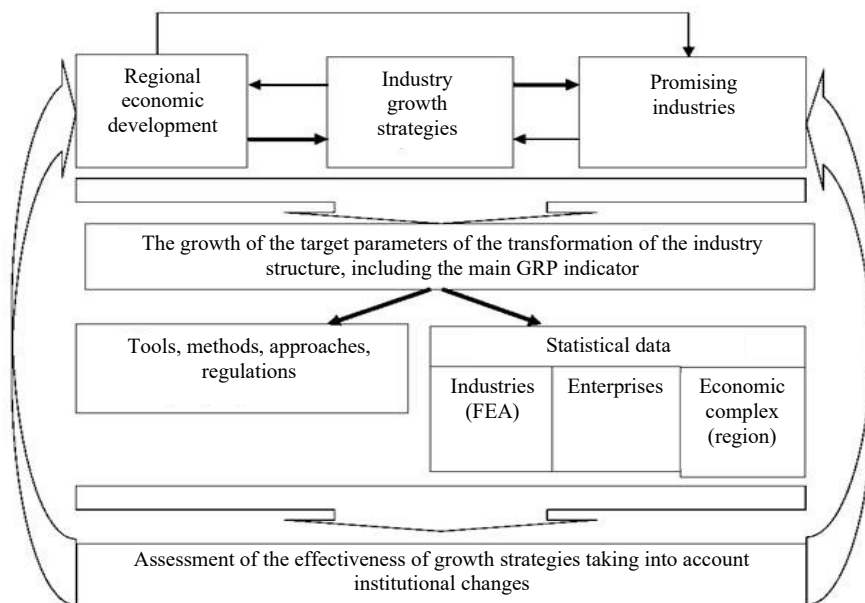 Regional
economic
development
Industry
growth
strategies
Promising
industries
The growth of the target parameters of the transformation of the industry
structure, including the main GRP indicator
Tools, methods, approaches,
regulations
Statistical data
Industries
(FEA)
Enterprises
Economic
complex
(region)
Assessment of the effectiveness of growth strategies taking into account
institutional changes